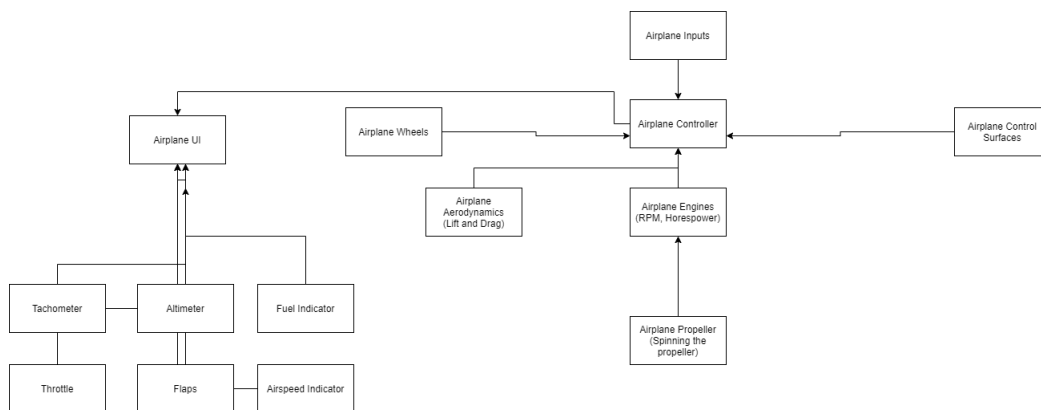 Airplane Inputs
Airplane UI
Airplane Wheels
Airplane Controller
Airplane Control
Surfaces
Airplane
Aerodynamics
(Lift and Drag)
Airplane Engines
(RPM, Horespower)
Tachometer
Altimeter
Fuel Indicator
Airplane Propeller
(Spinning the
propeller)
Throttle
Flaps
Airspeed Indicator